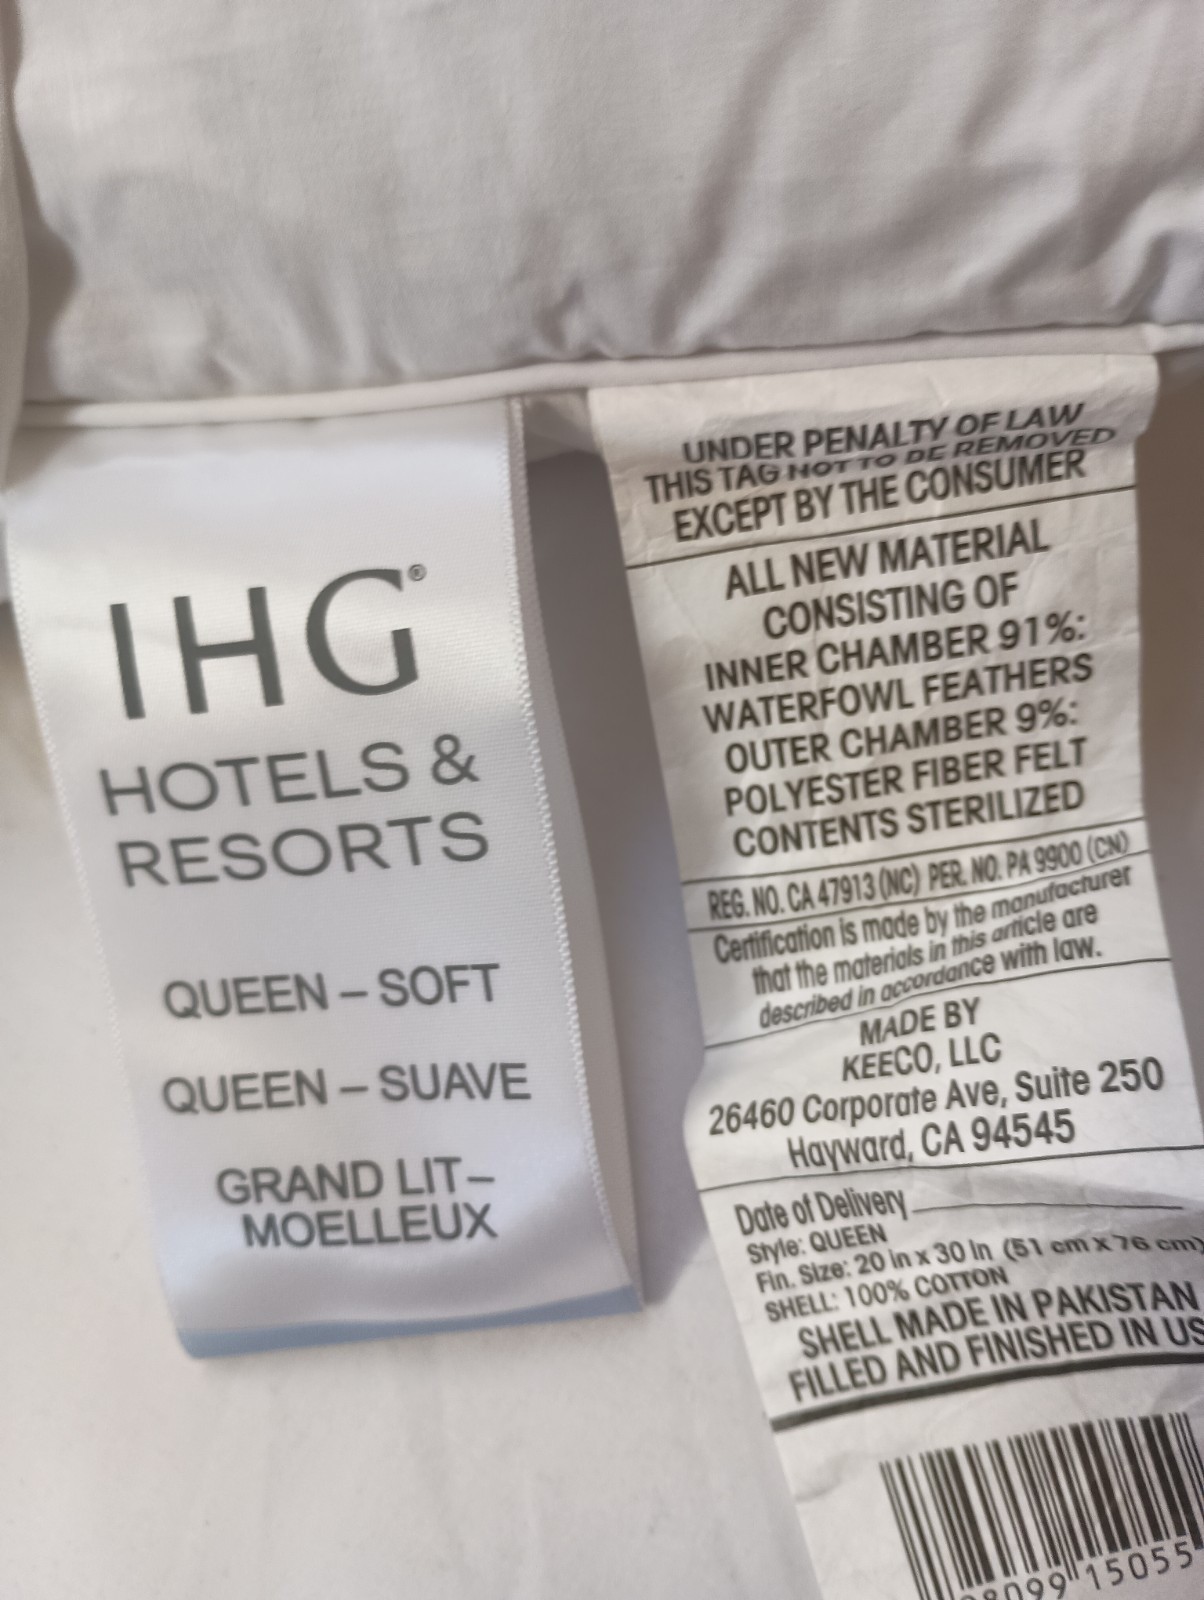 IHG®
HOTELS &
RESORTS
QUEEN – SOFT
QUEEN – SUAVE
GRAND LIT–
MOELLEUX
UNDER PENALTY OF LAW
THIS TAG NOT TO BE REMOVED
EXCEPT BY THE CONSUMER
ALL NEW MATERIAL
CONSISTING OF
INNER CHAMBER 91%:
WATERFOWL FEATHERS
OUTER CHAMBER 9%:
POLYESTER FIBER FELT
CONTENTS STERILIZED
REG. NO. CA 47913 (NC) PER. NO. PA 9900 (CN)
Certification is made by the manufacturer
that the materials in this article are
described in accordance with law.
MADE BY
KEECO, LLC
26460 Corporate Ave, Suite 250
Hayward, CA 94545
Date of Delivery
Style: QUEEN
Fin. Size: 20 in x 30 in (51 cm x 76 cm)
SHELL: 100% COTTON
SHELL MADE IN PAKISTAN
FILLED AND FINISHED IN US
8099 15055